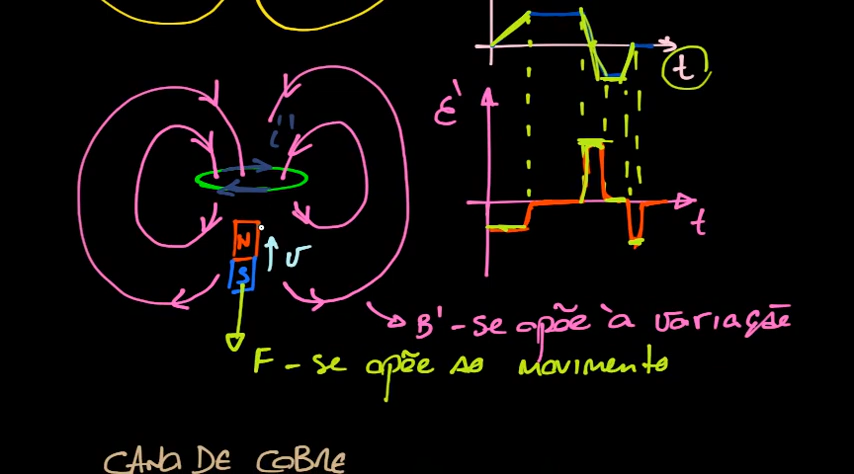 t
ε'
i''
N
S
v
t
B' - se opõe à variação
F - se opõe ao movimento
CANO DE COBRE